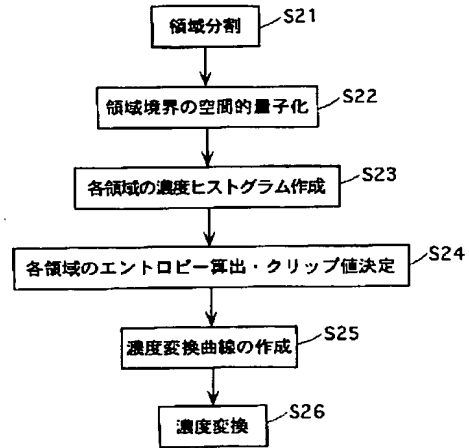 領域分割
S21
領域境界の空間的量子化
S22
各領域の濃度ヒストグラム作成
S23
各領域のエントロピー算出・クリップ値決定
S24
濃度変換曲線の作成
S25
濃度変換
S26